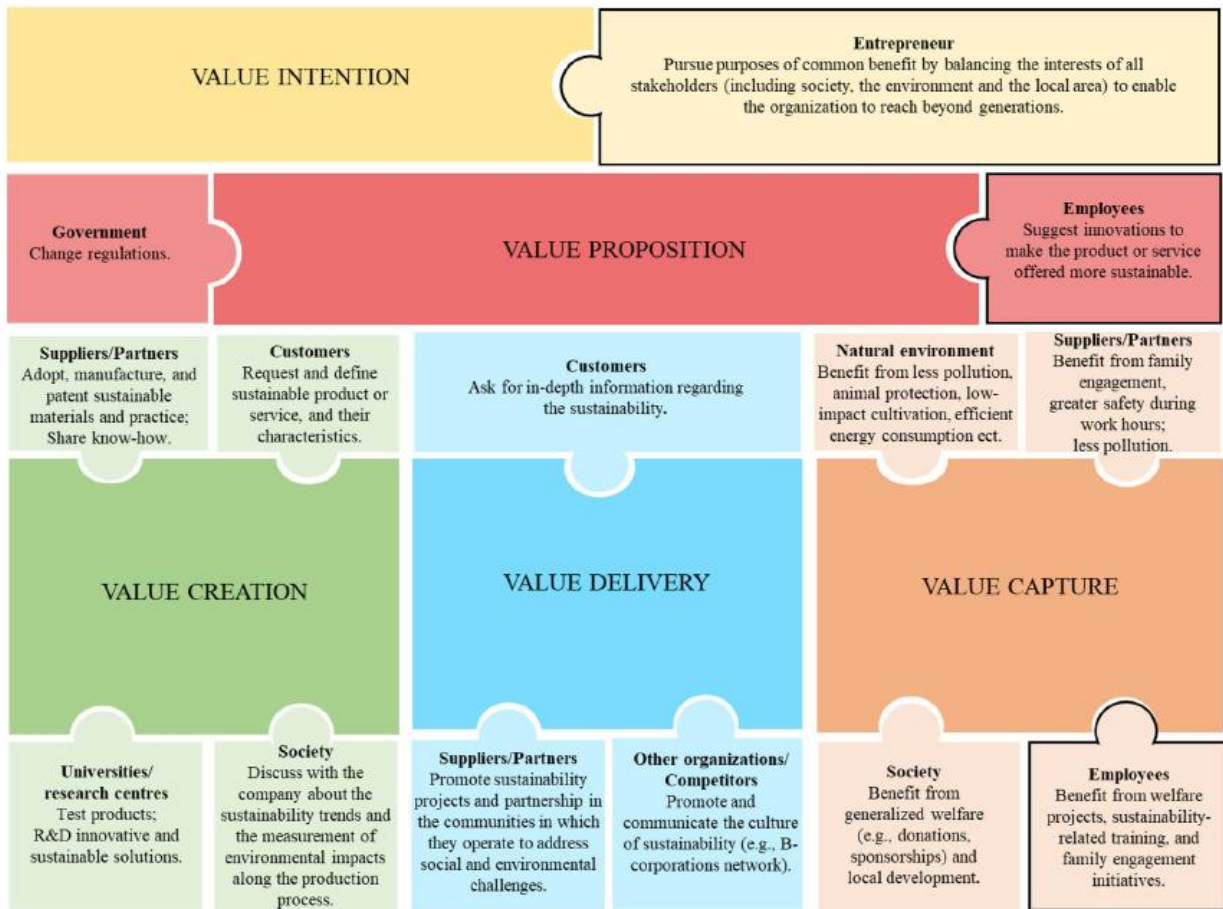 VALUE INTENTION
Entrepreneur
Pursue purposes of common benefit by balancing the interests of all
stakeholders (including society, the environment and the local area) to enable
the organization to reach beyond generations.
Government
Change regulations.
VALUE PROPOSITION
Employees
Suggest innovations to
make the product or service
offered more sustainable.
Suppliers/Partners
Adopt, manufacture, and
patent sustainable
materials and practice;
Share know-how.
Customers
Request and define
sustainable product or
service, and their
characteristics.
Customers
Ask for in-depth information regarding
the sustainability.
Natural environment
Benefit from less pollution,
animal protection, low-
impact cultivation, efficient
energy consumption ect.
Suppliers/Partners
Benefit from family
engagement,
greater safety during
work hours;
less pollution.
VALUE CREATION
VALUE DELIVERY
VALUE CAPTURE
Universities/
research centres
Test products;
R&D innovative and
sustainable solutions.
Society
Discuss with the
company about the
sustainability trends and
the measurement of
environmental impacts
along the production
process.
Suppliers/Partners
Promote sustainability
projects and partnership in
the communities in which
they operate to address
social and environmental
challenges.
Other organizations/
Competitors
Promote and
communicate the culture
of sustainability (e.g., B-
corporations network).
Society
Benefit from
generalized welfare
(e.g., donations,
sponsorships) and
local development.
Employees
Benefit from welfare
projects, sustainability-
related training, and
family engagement
initiatives.